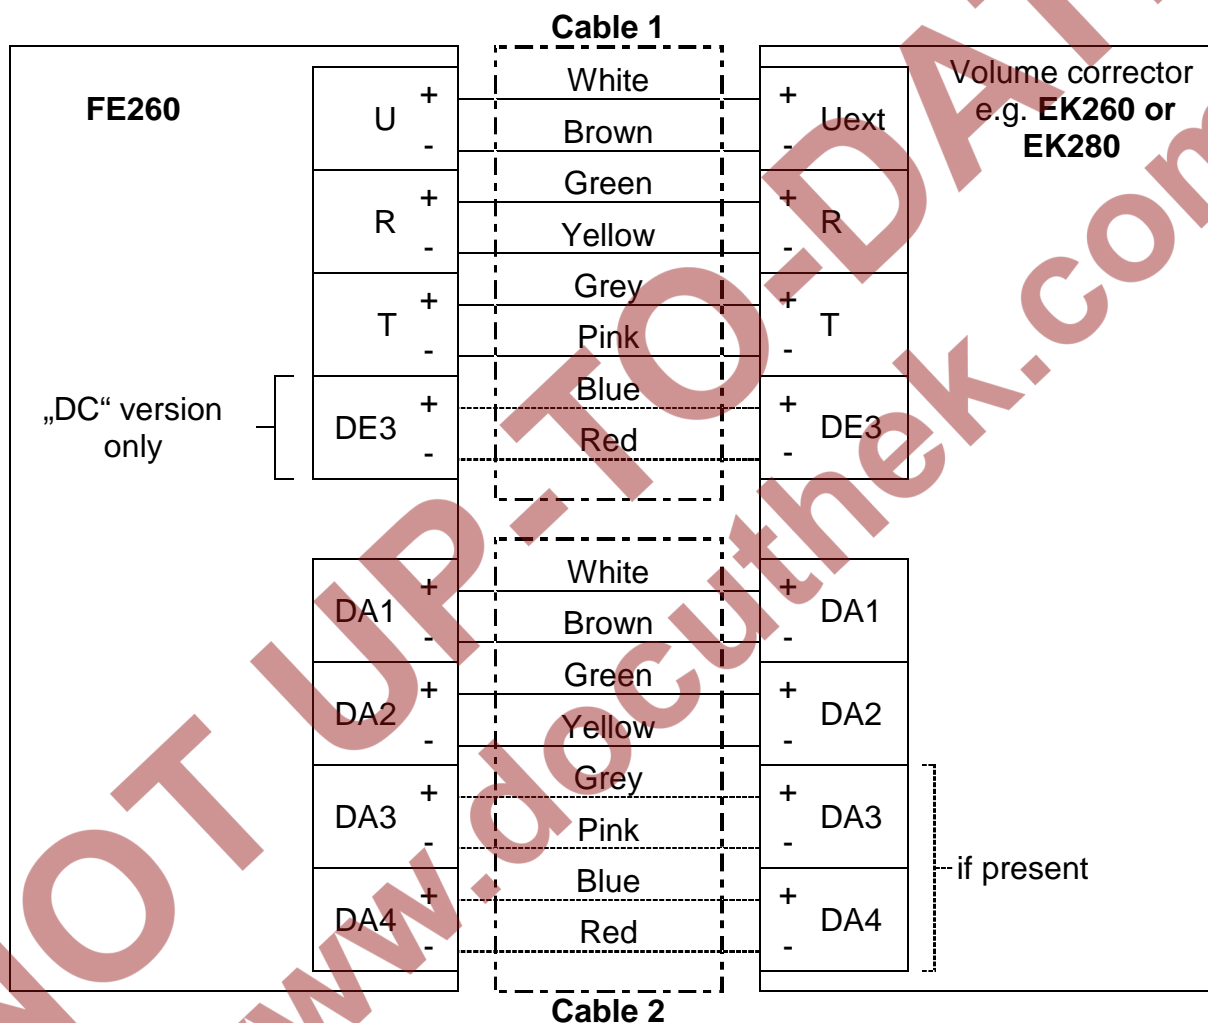 Cable 1
FE260
Volume corrector
e.g. EK260 or
EK280
U + -
White
Brown
+ - Uext
R + -
Green
Yellow
+ - R
T + -
Grey
Pink
+ - T
„DC“ version
only
DE3 + -
Blue
Red
+ - DE3
DA1 + -
White
Brown
+ - DA1
DA2 + -
Green
Yellow
+ - DA2
DA3 + -
Grey
Pink
+ - DA3
DA4 + -
Blue
Red
+ - DA4
if present
Cable 2
NOT UP-TO-DAT
www.docuthek.com